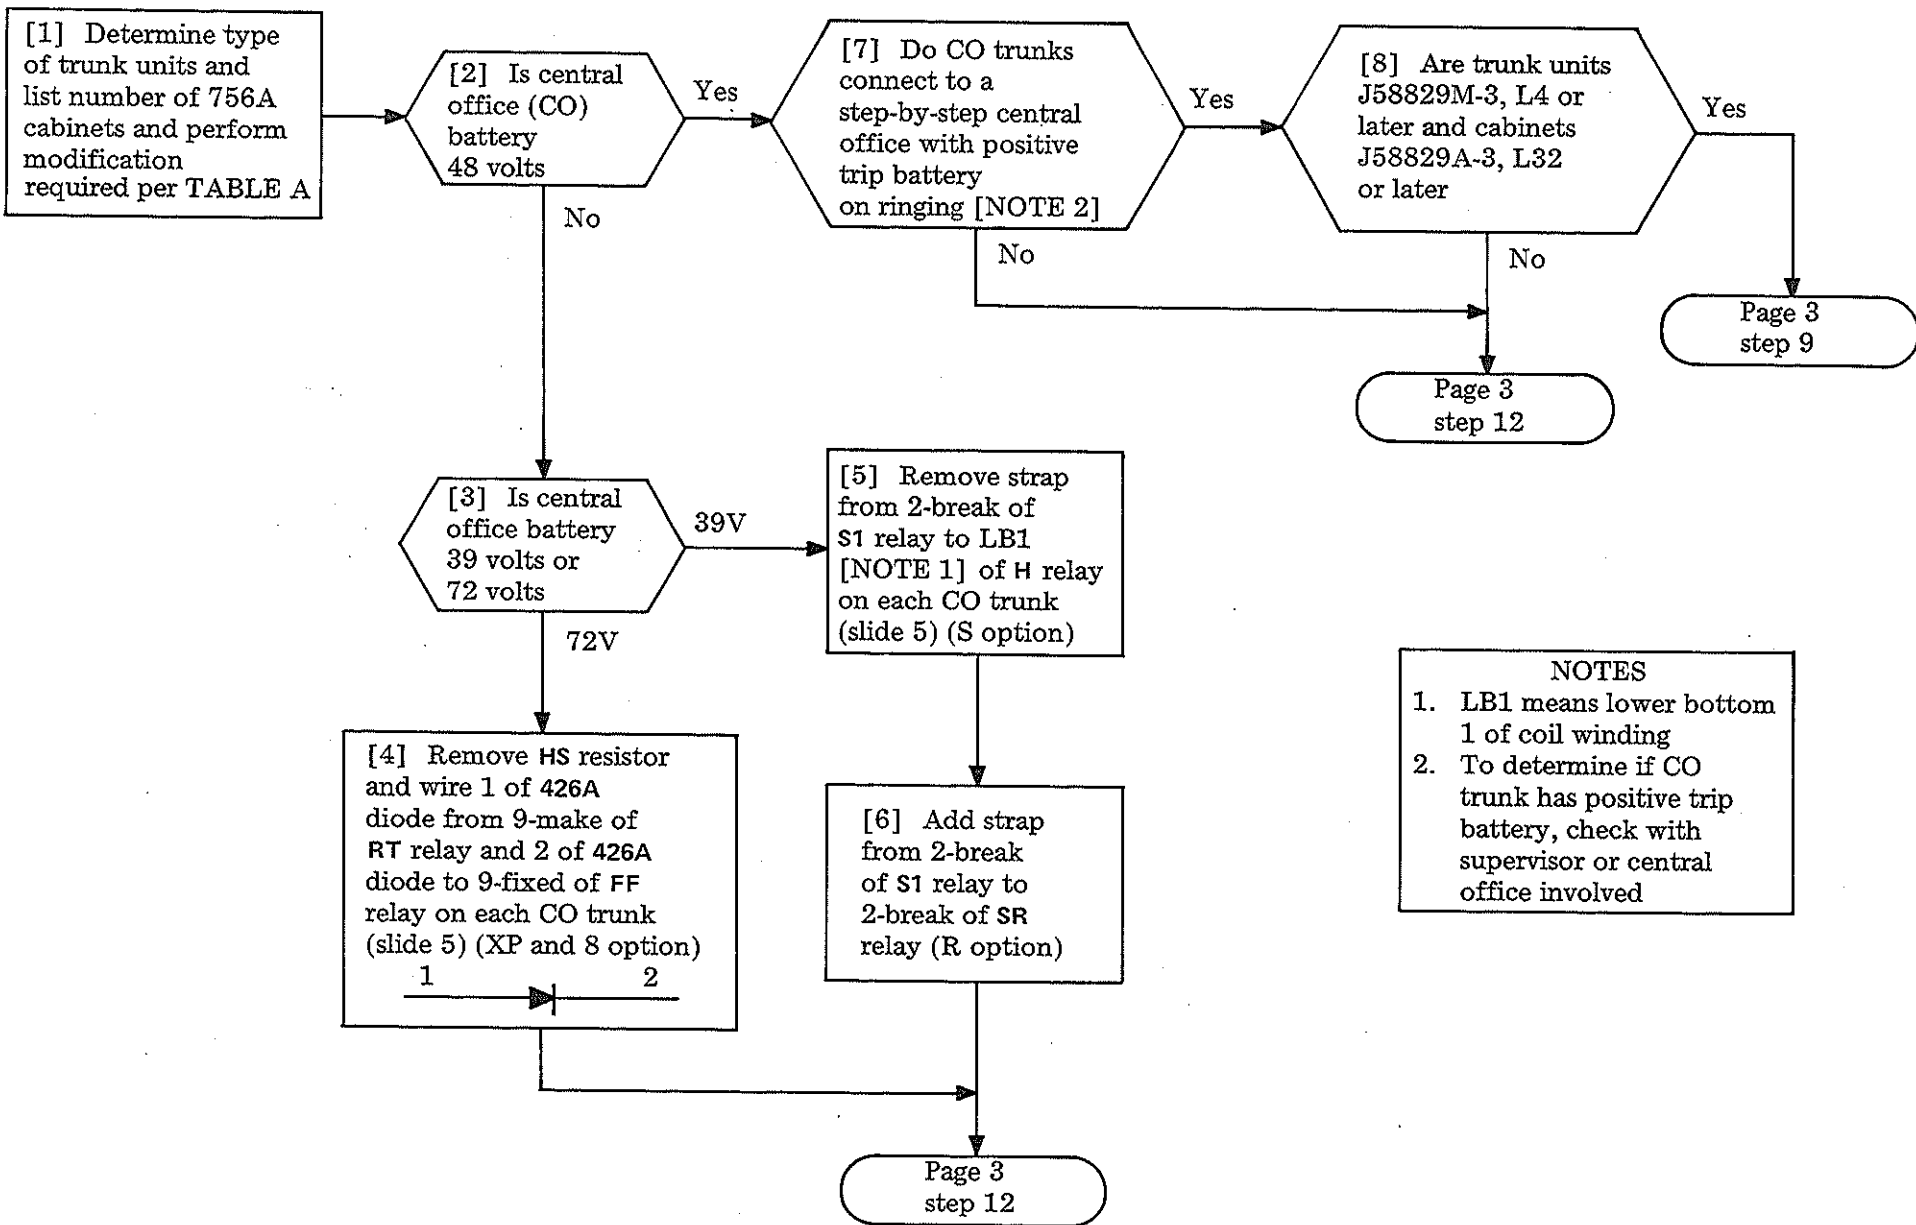 [1] Determine type
of trunk units and
list number of 756A
cabinets and perform
modification
required per TABLE A
[2] Is central
office (CO)
battery
48 volts
Yes
No
[7] Do CO trunks
connect to a
step-by-step central
office with positive
trip battery
on ringing [NOTE 2]
Yes
No
[8] Are trunk units
J58829M-3, L4 or
later and cabinets
J58829A-3, L32
or later
Yes
No
Page 3
step 9
Page 3
step 12
[3] Is central
office battery
39 volts or
72 volts
39V
72V
[5] Remove strap
from 2-break of
S1 relay to LB1
[NOTE 1] of H relay
on each CO trunk
(slide 5) (S option)
[4] Remove HS resistor
and wire 1 of 426A
diode from 9-make of
RT relay and 2 of 426A
diode to 9-fixed of FF
relay on each CO trunk
(slide 5) (XP and 8 option)
1 2
[6] Add strap
from 2-break
of S1 relay to
2-break of SR
relay (R option)
Page 3
step 12
NOTES
1. LB1 means lower bottom
1 of coil winding
2. To determine if CO
trunk has positive trip
battery, check with
supervisor or central
office involved